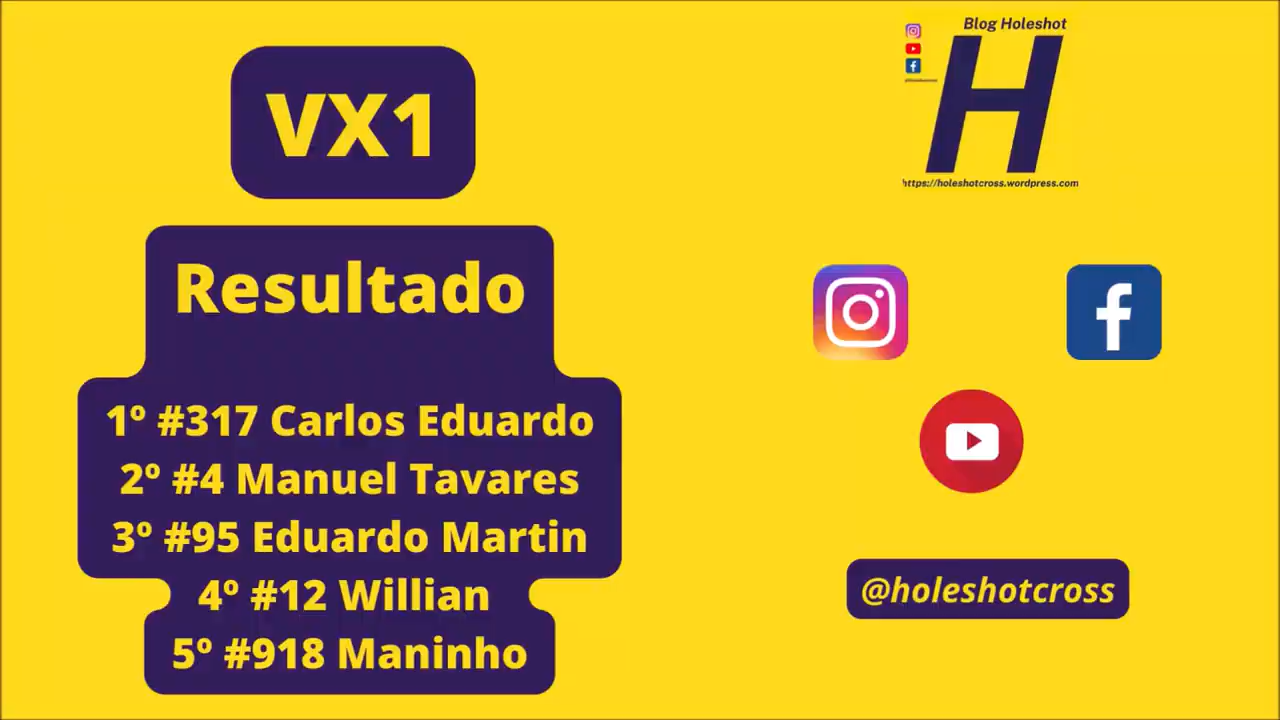 VX1
Resultado
1º #317 Carlos Eduardo
2º #4 Manuel Tavares
3º #95 Eduardo Martin
4º #12 Willian
5º #918 Maninho
Blog Holeshot
H
https://holeshotcross.wordpress.com
@holeshotcross